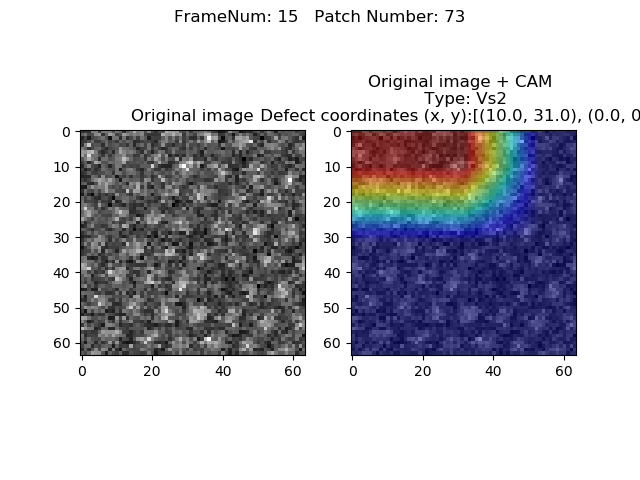 FrameNum: 15   Patch Number: 73
Original image + CAM
Type: Vs2
Original image
Defect coordinates (x, y):[(10.0, 31.0), (0.0, 0
0
10
20
30
40
50
60
0 20 40 60
0
10
20
30
40
50
60
0 20 40 60